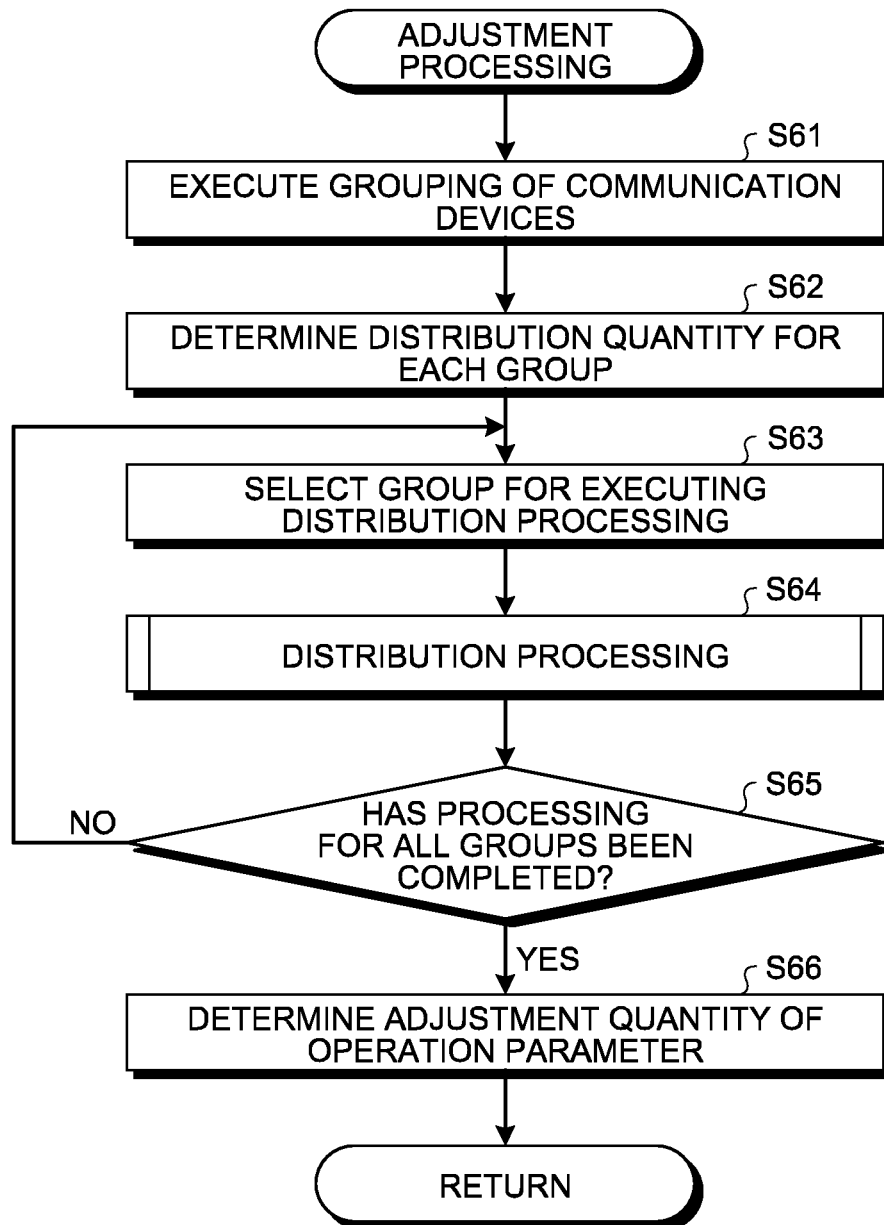 ADJUSTMENT
PROCESSING
S61
EXECUTE GROUPING OF COMMUNICATION
DEVICES
S62
DETERMINE DISTRIBUTION QUANTITY FOR
EACH GROUP
S63
SELECT GROUP FOR EXECUTING
DISTRIBUTION PROCESSING
S64
DISTRIBUTION PROCESSING
S65
HAS PROCESSING
FOR ALL GROUPS BEEN
COMPLETED?
NO
YES
S66
DETERMINE ADJUSTMENT QUANTITY OF
OPERATION PARAMETER
RETURN